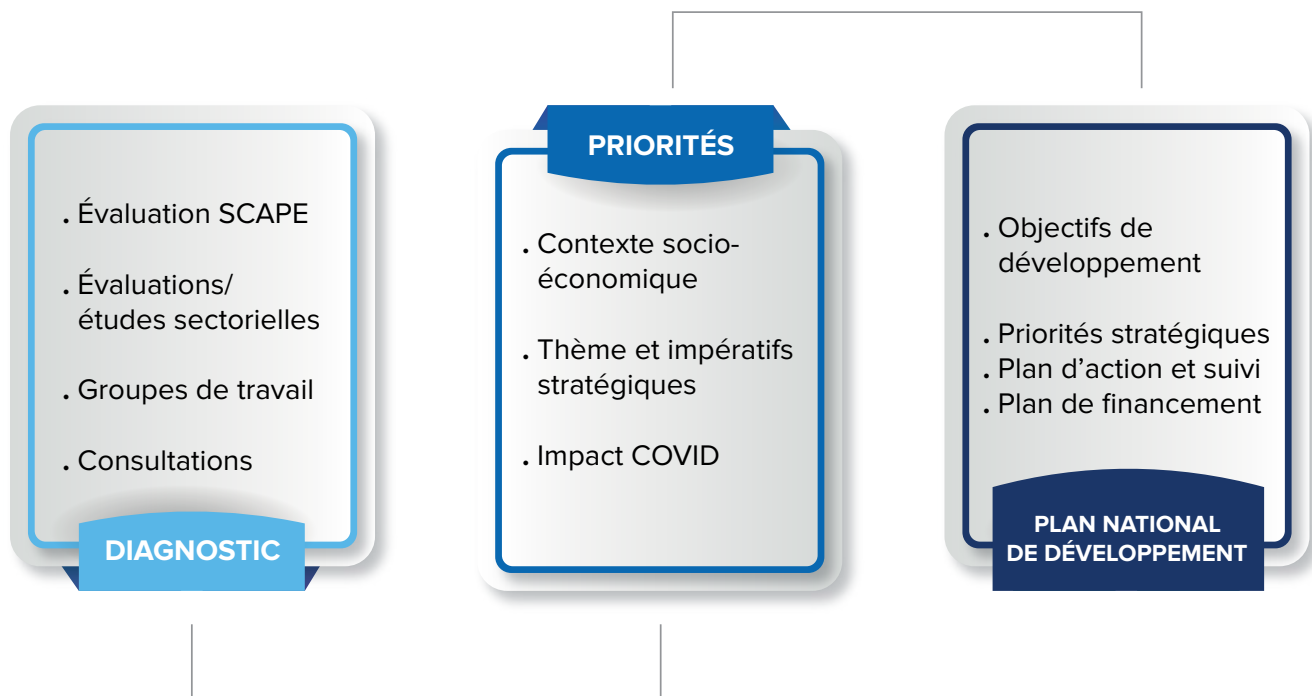 . Évaluation SCAPE
. Évaluations/
études sectorielles
. Groupes de travail
. Consultations
DIAGNOSTIC
PRIORITÉS
. Contexte socio-
économique
. Thème et impératifs
stratégiques
. Impact COVID
. Objectifs de
développement
. Priorités stratégiques
. Plan d’action et suivi
. Plan de financement
PLAN NATIONAL
DE DÉVELOPPEMENT